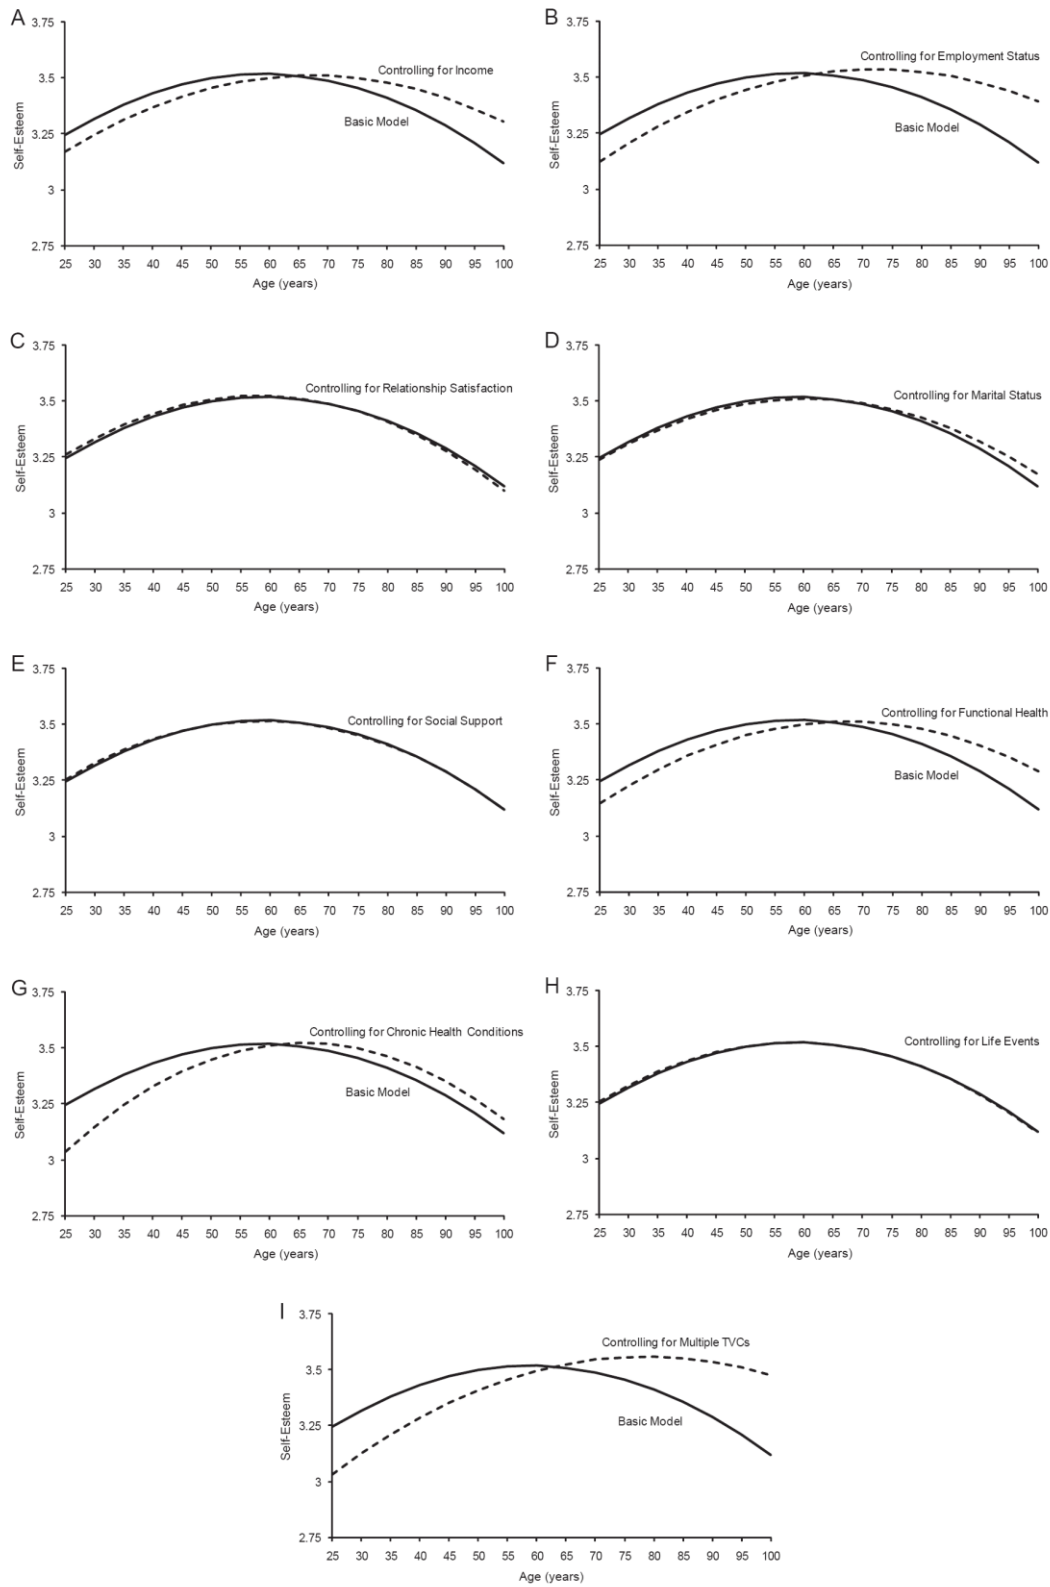 A
3.75
Controlling for Income
3.5
Basic Model
3.25
3
2.75
Self-Esteem
25 30 35 40 45 50 55 60 65 70 75 80 85 90 95 100
Age (years)
B
3.75
Controlling for Employment Status
3.5
Basic Model
3.25
3
2.75
Self-Esteem
25 30 35 40 45 50 55 60 65 70 75 80 85 90 95 100
Age (years)
C
3.75
Controlling for Relationship Satisfaction
3.5
3.25
3
2.75
Self-Esteem
25 30 35 40 45 50 55 60 65 70 75 80 85 90 95 100
Age (years)
D
3.75
Controlling for Marital Status
3.5
3.25
3
2.75
Self-Esteem
25 30 35 40 45 50 55 60 65 70 75 80 85 90 95 100
Age (years)
E
3.75
Controlling for Social Support
3.5
3.25
3
2.75
Self-Esteem
25 30 35 40 45 50 55 60 65 70 75 80 85 90 95 100
Age (years)
F
3.75
Controlling for Functional Health
3.5
Basic Model
3.25
3
2.75
Self-Esteem
25 30 35 40 45 50 55 60 65 70 75 80 85 90 95 100
Age (years)
G
3.75
Controlling for Chronic Health Conditions
3.5
Basic Model
3.25
3
2.75
Self-Esteem
25 30 35 40 45 50 55 60 65 70 75 80 85 90 95 100
Age (years)
H
3.75
Controlling for Life Events
3.5
3.25
3
2.75
Self-Esteem
25 30 35 40 45 50 55 60 65 70 75 80 85 90 95 100
Age (years)
I
3.75
Controlling for Multiple TVCs
3.5
Basic Model
3.25
3
2.75
Self-Esteem
25 30 35 40 45 50 55 60 65 70 75 80 85 90 95 100
Age (years)